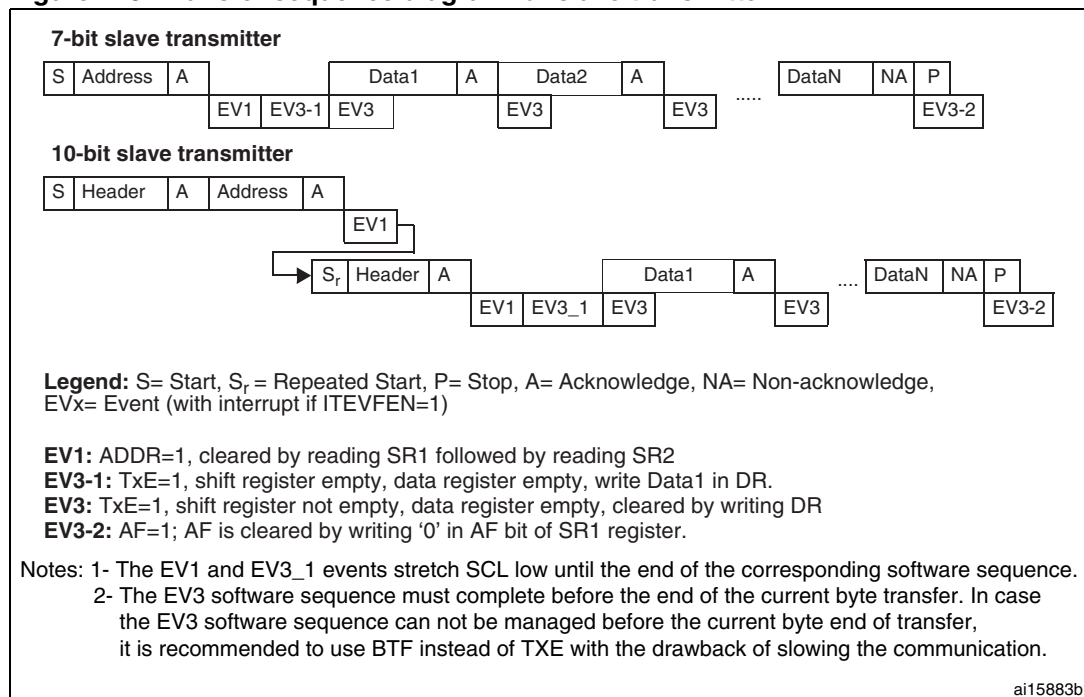 7-bit slave transmitter
S Address A Data1 A Data2 A ..... DataN NA P
EV1 EV3-1 EV3 EV3 EV3 EV3-2
10-bit slave transmitter
S Header A Address A
EV1
Sr Header A Data1 A .... DataN NA P
EV1 EV3_1 EV3 EV3 EV3-2
Legend: S= Start, Sr = Repeated Start, P= Stop, A= Acknowledge, NA= Non-acknowledge,
EVx= Event (with interrupt if ITEVFEN=1)
EV1: ADDR=1, cleared by reading SR1 followed by reading SR2
EV3-1: TxE=1, shift register empty, data register empty, write Data1 in DR.
EV3: TxE=1, shift register not empty, data register empty, cleared by writing DR
EV3-2: AF=1; AF is cleared by writing ‘0’ in AF bit of SR1 register.
Notes: 1- The EV1 and EV3_1 events stretch SCL low until the end of the corresponding software sequence.
2- The EV3 software sequence must complete before the end of the current byte transfer. In case
the EV3 software sequence can not be managed before the current byte end of transfer,
it is recommended to use BTF instead of TXE with the drawback of slowing the communication.
ai15883b